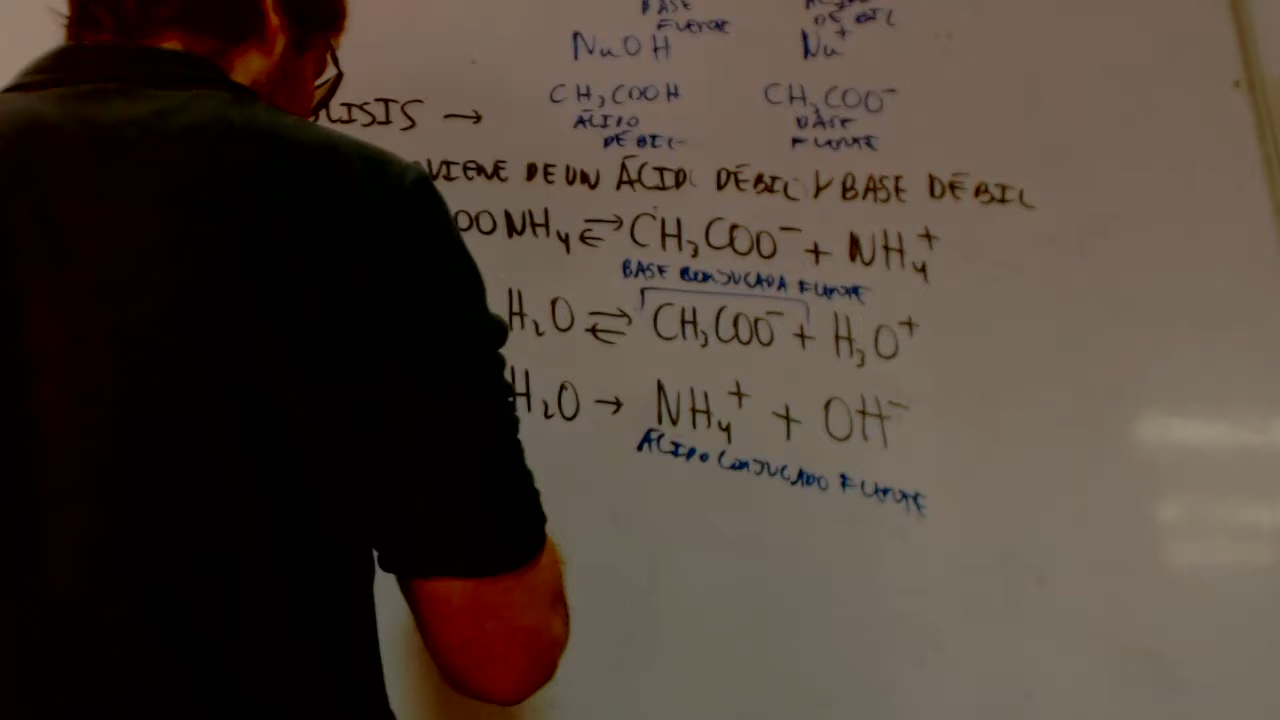 BASE
FUERTE DÉBIL
NaOH Na⁺
CH₃COOH CH₃COO⁻
ÁCIDO BASE
DÉBIL FUERTE
LISIS →
VIENE DE UN ÁCIDO DÉBIL Y BASE DÉBIL
OONH₄ ⇄ CH₃COO⁻ + NH₄⁺
BASE CONJUGADA FUERTE
H₂O ⇄ CH₃COO⁻ + H₃O⁺
H₂O → NH₄⁺ + OH⁻
ÁCIDO CONJUGADO FUERTE